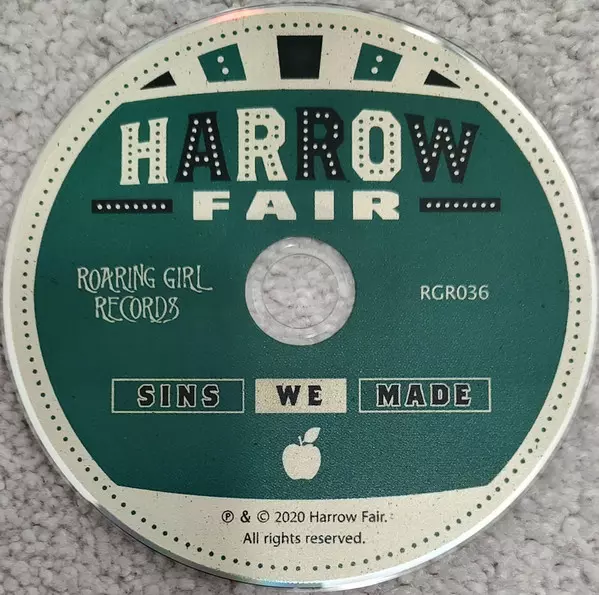 HARROW
FAIR
ROARING GIRL
RECORDS
RGR036
SINS WE MADE
℗ & © 2020 Harrow Fair.
All rights reserved.